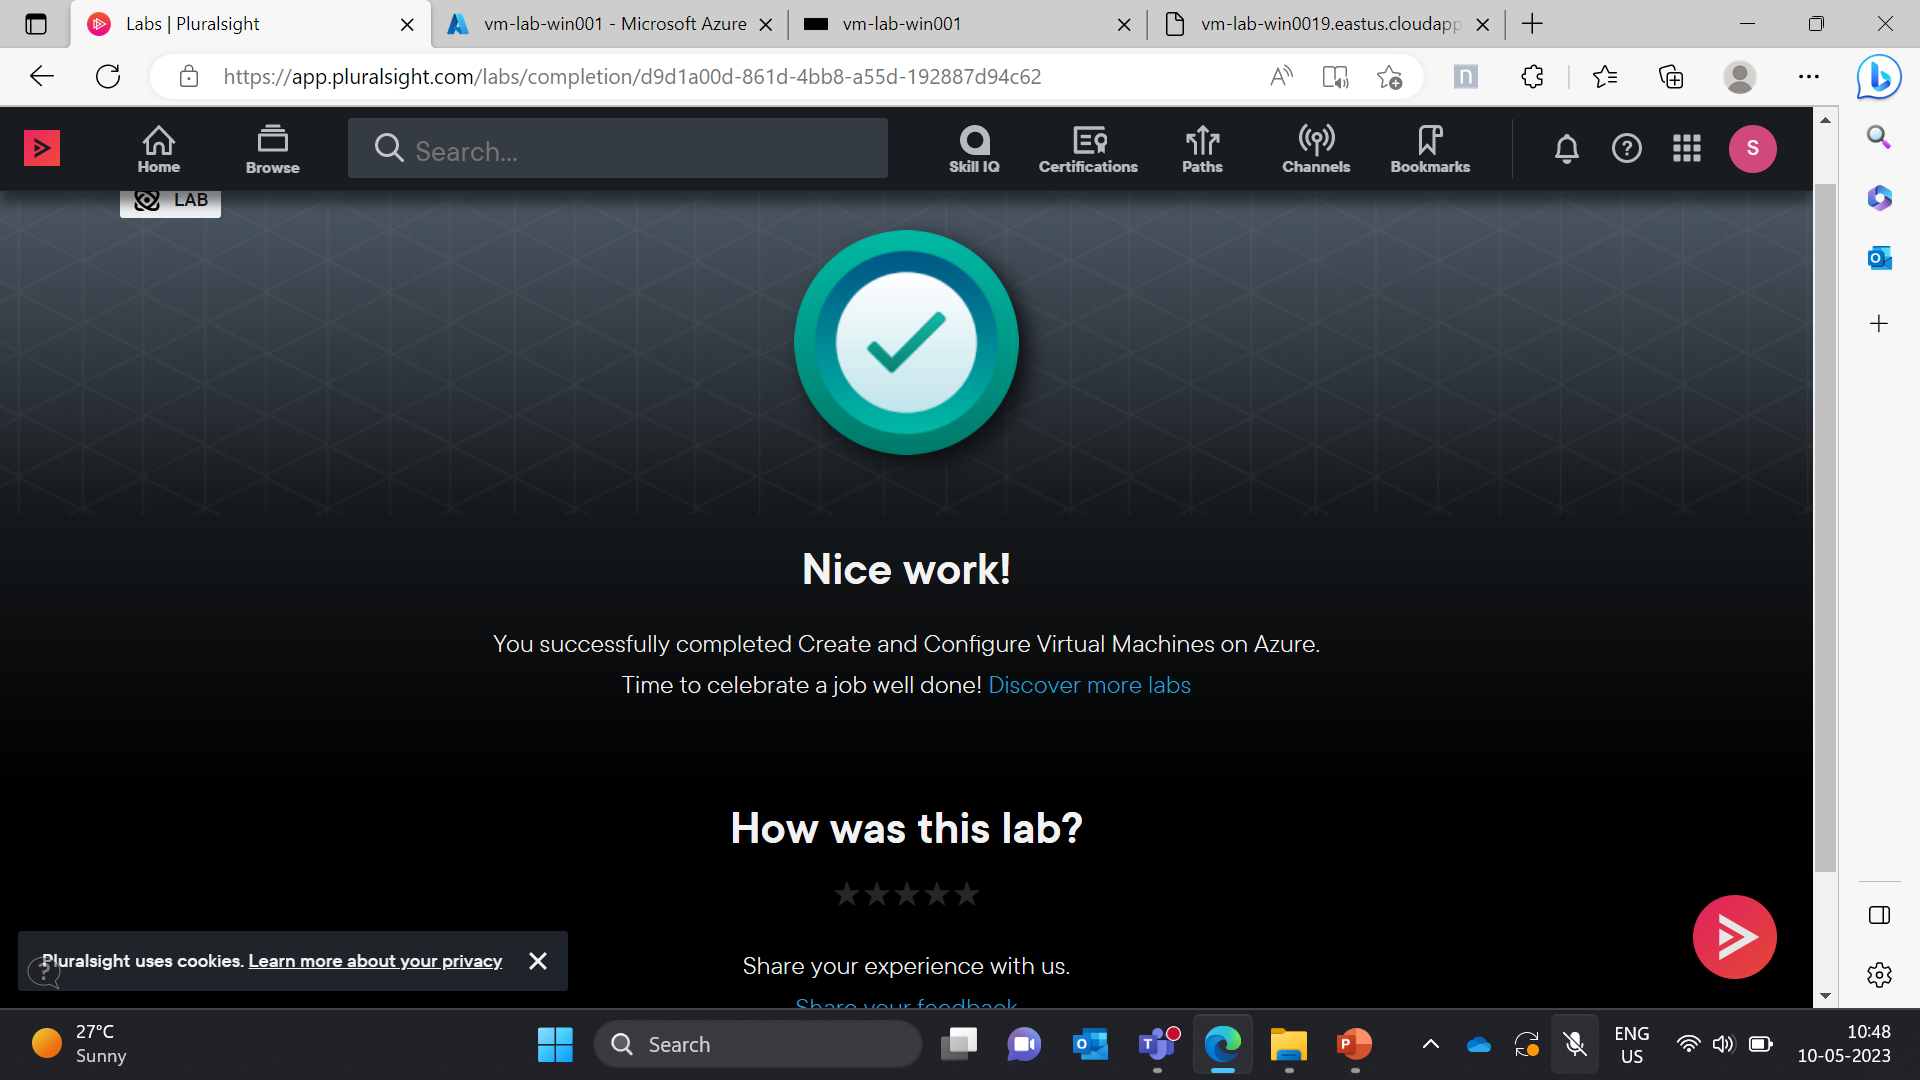 Labs | Pluralsight
vm-lab-win001 - Microsoft Azure
vm-lab-win001
vm-lab-win0019.eastus.cloudapp
https://app.pluralsight.com/labs/completion/d9d1a00d-861d-4bb8-a55d-192887d94c62
Home
Browse
Search...
Skill IQ
Certifications
Paths
Channels
Bookmarks
S
LAB
Nice work!
You successfully completed Create and Configure Virtual Machines on Azure.
Time to celebrate a job well done! Discover more labs
How was this lab?
Share your experience with us.
Share your feedback
Pluralsight uses cookies. Learn more about your privacy
27°C
Sunny
Search
ENG
US
10:48
10-05-2023